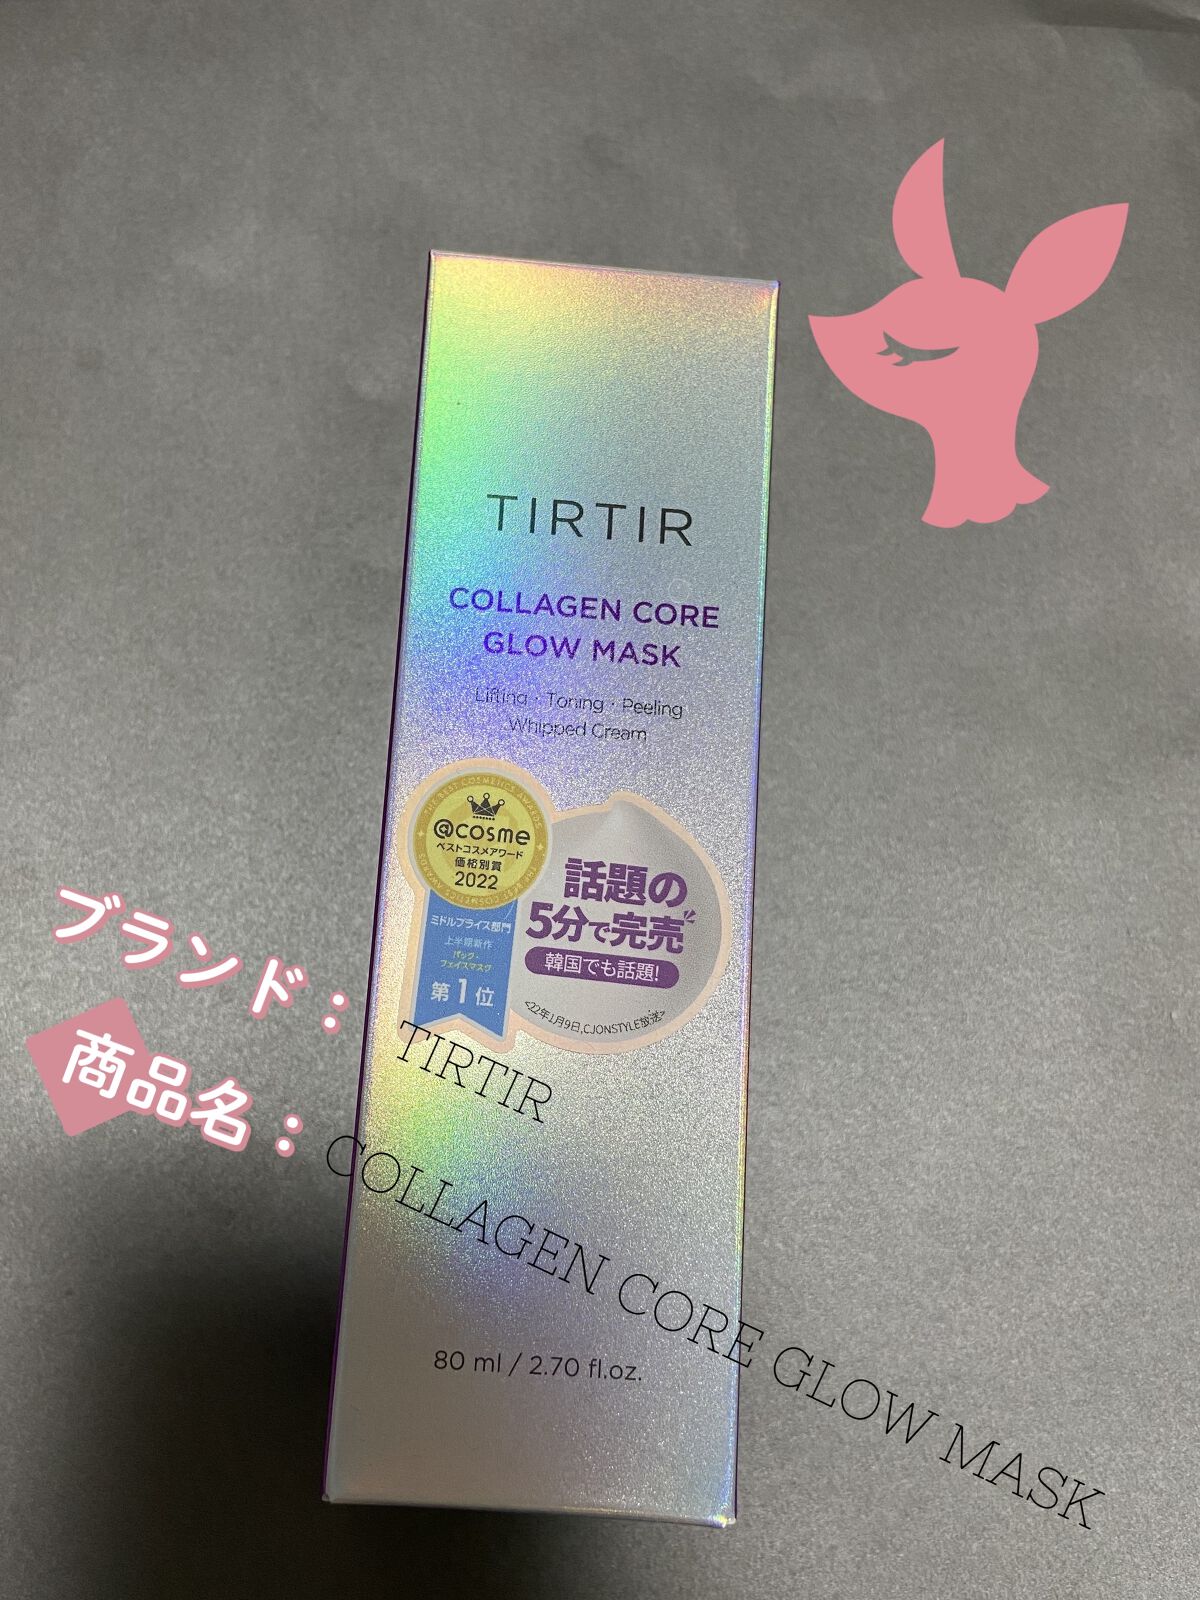 TIRTIR
COLLAGEN CORE
GLOW MASK
Lifting · Toning · Peeling
Whipped Cream
THE BEST COSMETICS AWARDS
@cosme
ベストコスメアワード
価格別賞
2022
ミドルプライス部門
上半期新作
パック・
フェイスマスク
第1位
話題の
5分で完売
韓国でも話題!
<22年1月9日,CJONSTYLE放送>
ブランド：TIRTIR
商品名：COLLAGEN CORE GLOW MASK
80 ml / 2.70 fl.oz.